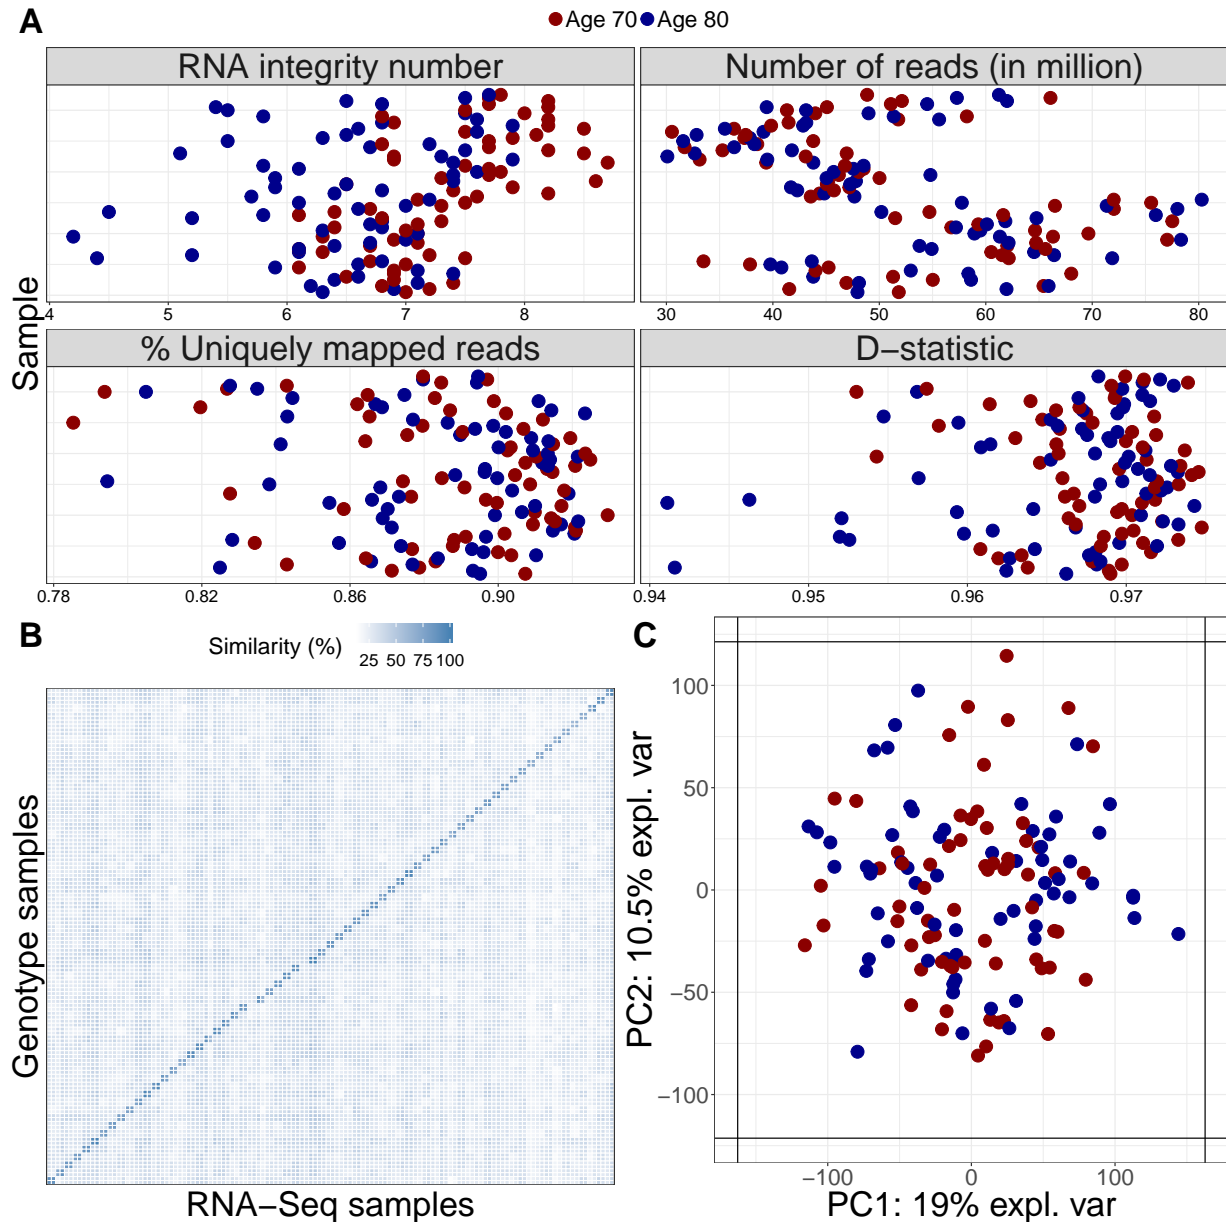 A
Age 70 Age 80
RNA integrity number
Number of reads (in million)
4 5 6 7 8
30 40 50 60 70 80
% Uniquely mapped reads
D−statistic
0.78 0.82 0.86 0.90
0.94 0.95 0.96 0.97
Sample
B
Similarity (%)
25 50 75 100
Genotype samples
RNA−Seq samples
C
PC2: 10.5% expl. var
100
50
0
−50
−100
−100 0 100
PC1: 19% expl. var